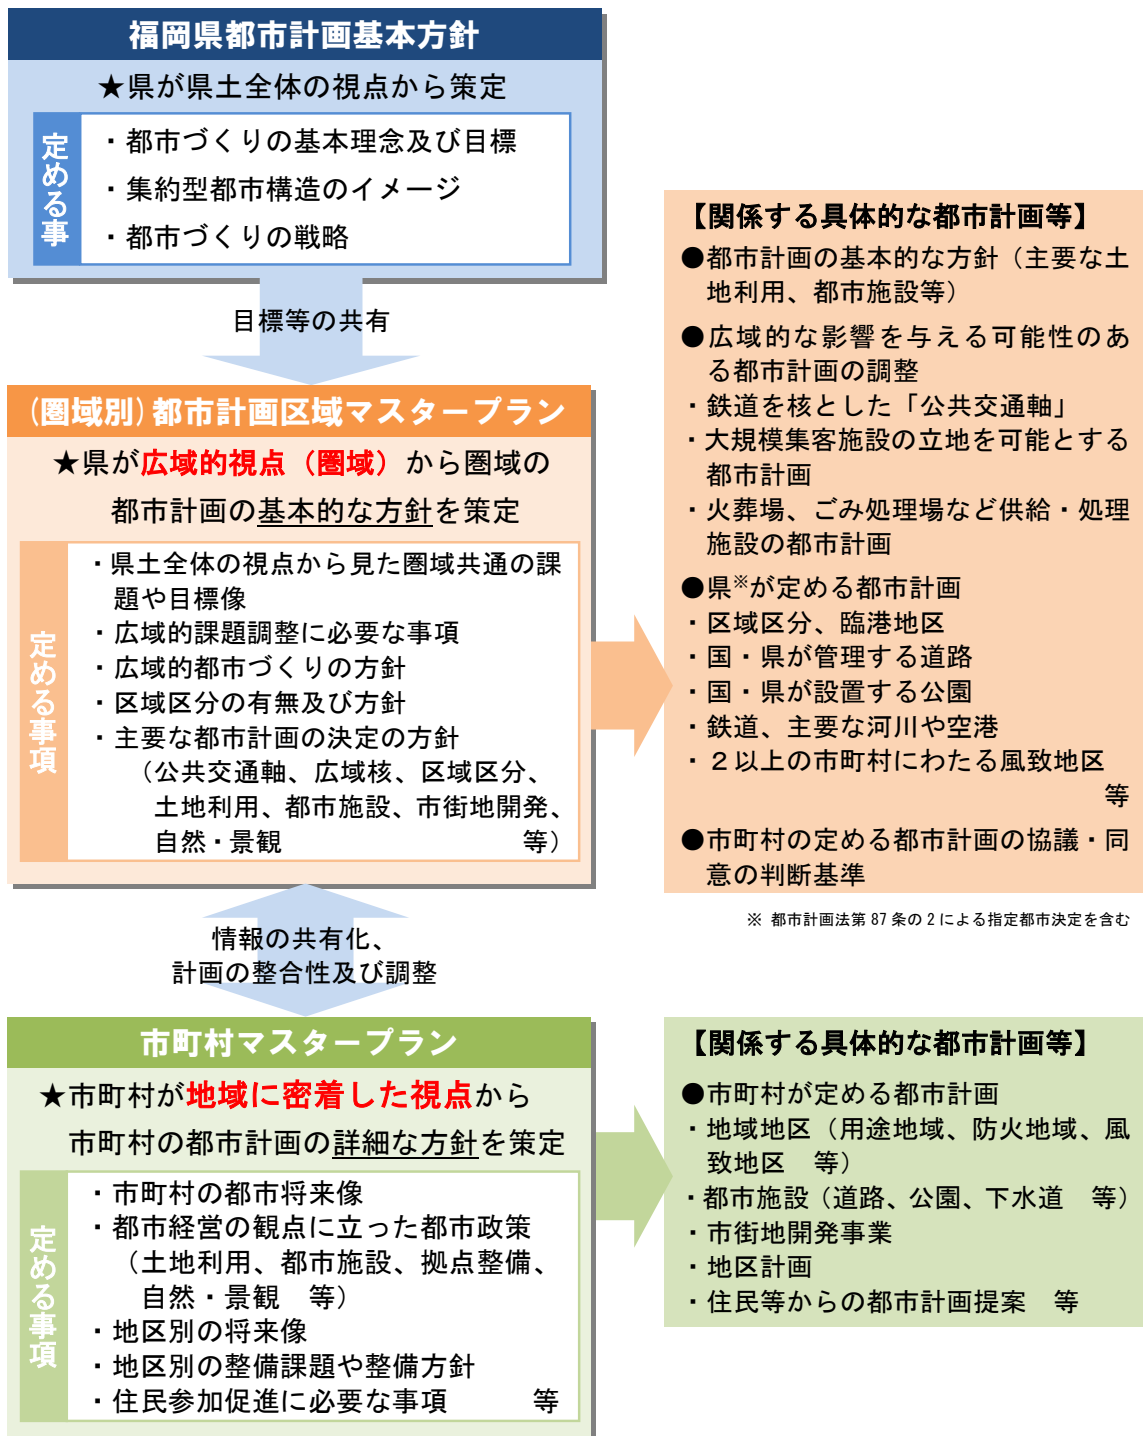 福岡県都市計画基本方針
★県が県土全体の視点から策定
定める事
・都市づくりの基本理念及び目標
・集約型都市構造のイメージ
・都市づくりの戦略
目標等の共有
(圏域別)都市計画区域マスタープラン
★県が広域的視点（圏域）から圏域の
都市計画の基本的な方針を策定
定める事項
・県土全体の視点から見た圏域共通の課
題や目標像
・広域的課題調整に必要な事項
・広域的都市づくりの方針
・区域区分の有無及び方針
・主要な都市計画の決定の方針
（公共交通軸、広域核、区域区分、
土地利用、都市施設、市街地開発、
自然・景観　等）
【関係する具体的な都市計画等】
●都市計画の基本的な方針（主要な土
地利用、都市施設等）
●広域的な影響を与える可能性のあ
る都市計画の調整
・鉄道を核とした「公共交通軸」
・大規模集客施設の立地を可能とする
都市計画
・火葬場、ごみ処理場など供給・処理
施設の都市計画
●県※が定める都市計画
・区域区分、臨港地区
・国・県が管理する道路
・国・県が設置する公園
・鉄道、主要な河川や空港
・２以上の市町村にわたる風致地区
等
●市町村の定める都市計画の協議・同
意の判断基準
※ 都市計画法第 87 条の 2 による指定都市決定を含む
情報の共有化、
計画の整合性及び調整
市町村マスタープラン
★市町村が地域に密着した視点から
市町村の都市計画の詳細な方針を策定
定める事項
・市町村の都市将来像
・都市経営の観点に立った都市政策
（土地利用、都市施設、拠点整備、
自然・景観　等）
・地区別の将来像
・地区別の整備課題や整備方針
・住民参加促進に必要な事項　等
【関係する具体的な都市計画等】
●市町村が定める都市計画
・地域地区（用途地域、防火地域、風
致地区　等）
・都市施設（道路、公園、下水道　等）
・市街地開発事業
・地区計画
・住民等からの都市計画提案　等